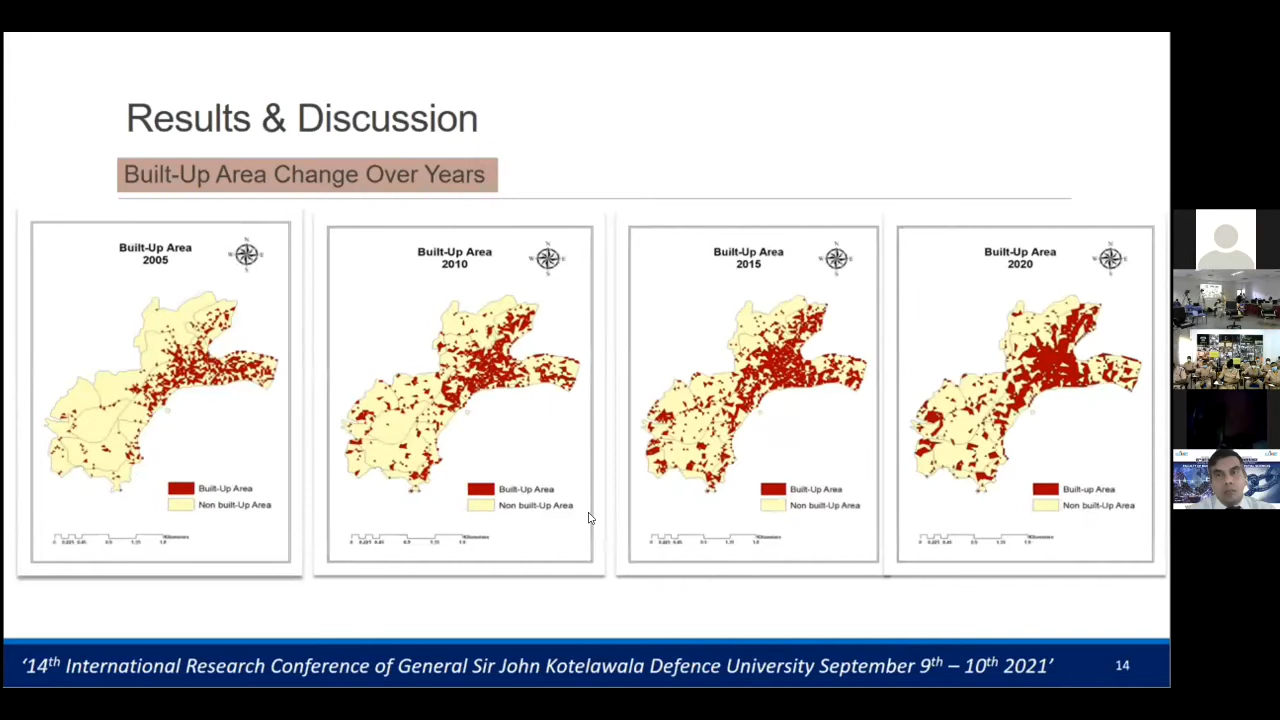 Results & Discussion
Built-Up Area Change Over Years
Built-Up Area
2005
N
W
E
S
Built-Up Area
Non built-Up Area
Built-Up Area
2010
N
W
E
S
Built-Up Area
Non built-Up Area
Built-Up Area
2015
N
W
E
S
Built-Up Area
Non built-Up Area
Built-Up Area
2020
N
W
E
S
Built-up Area
Non built-Up Area
‘14th International Research Conference of General Sir John Kotelawala Defence University September 9th – 10th 2021’
14